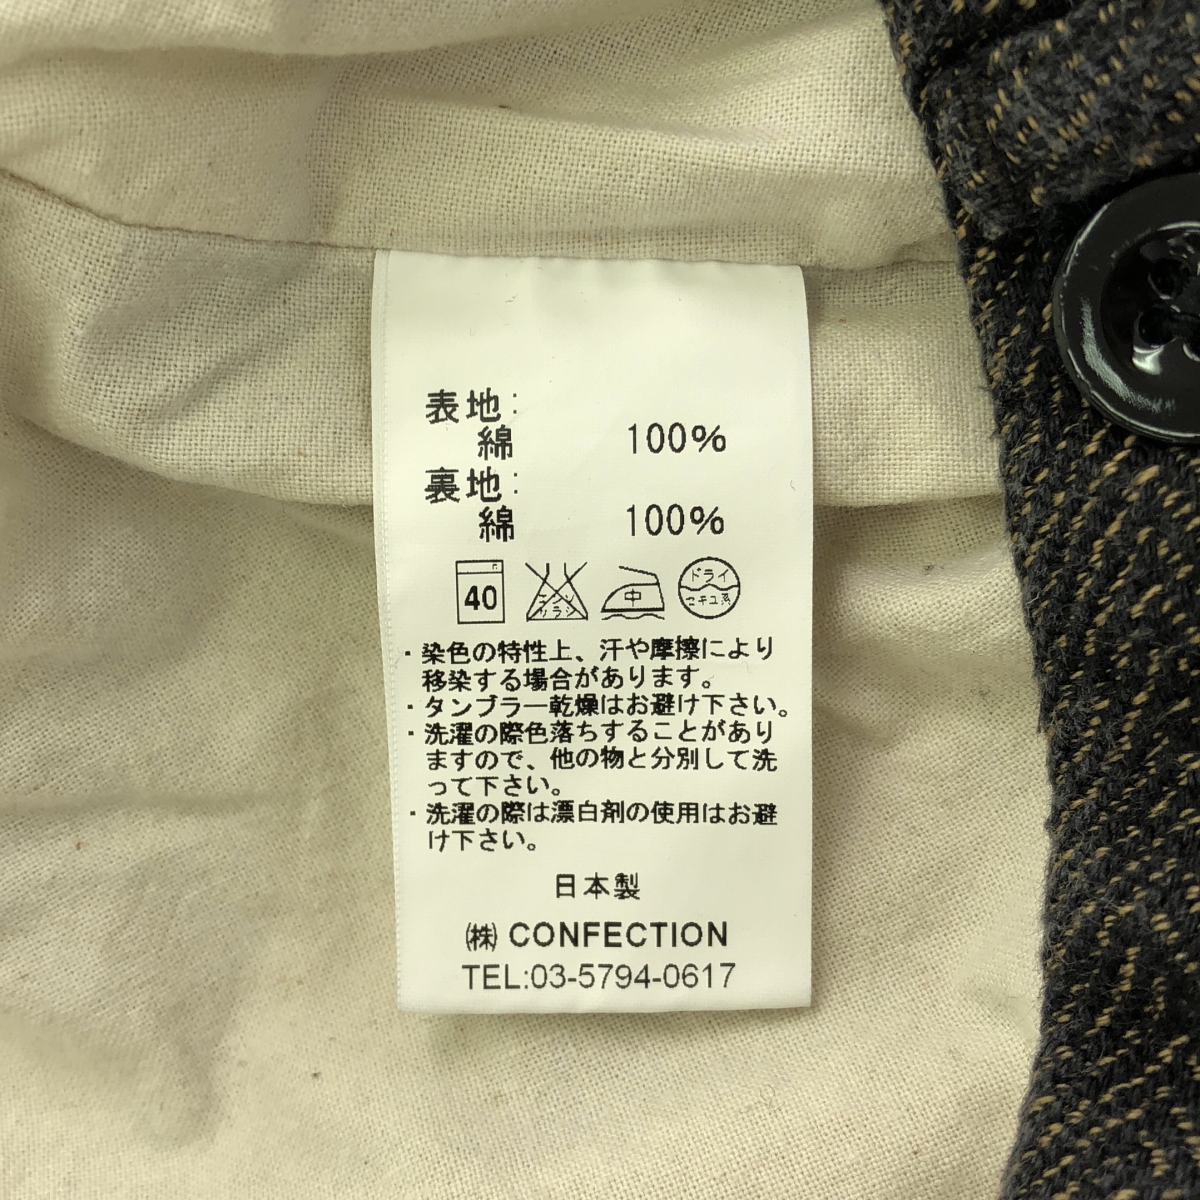 表地:
綿 100%
裏地:
綿 100%
40 エンソ サラシ 中 ドライ セキユ系
・染色の特性上、汗や摩擦により
移染する場合があります。
・タンブラー乾燥はお避け下さい。
・洗濯の際色落ちすることがあり
ますので、他の物と分別して洗
って下さい。
・洗濯の際は漂白剤の使用はお避
け下さい。
日本製
㈱ CONFECTION
TEL:03-5794-0617